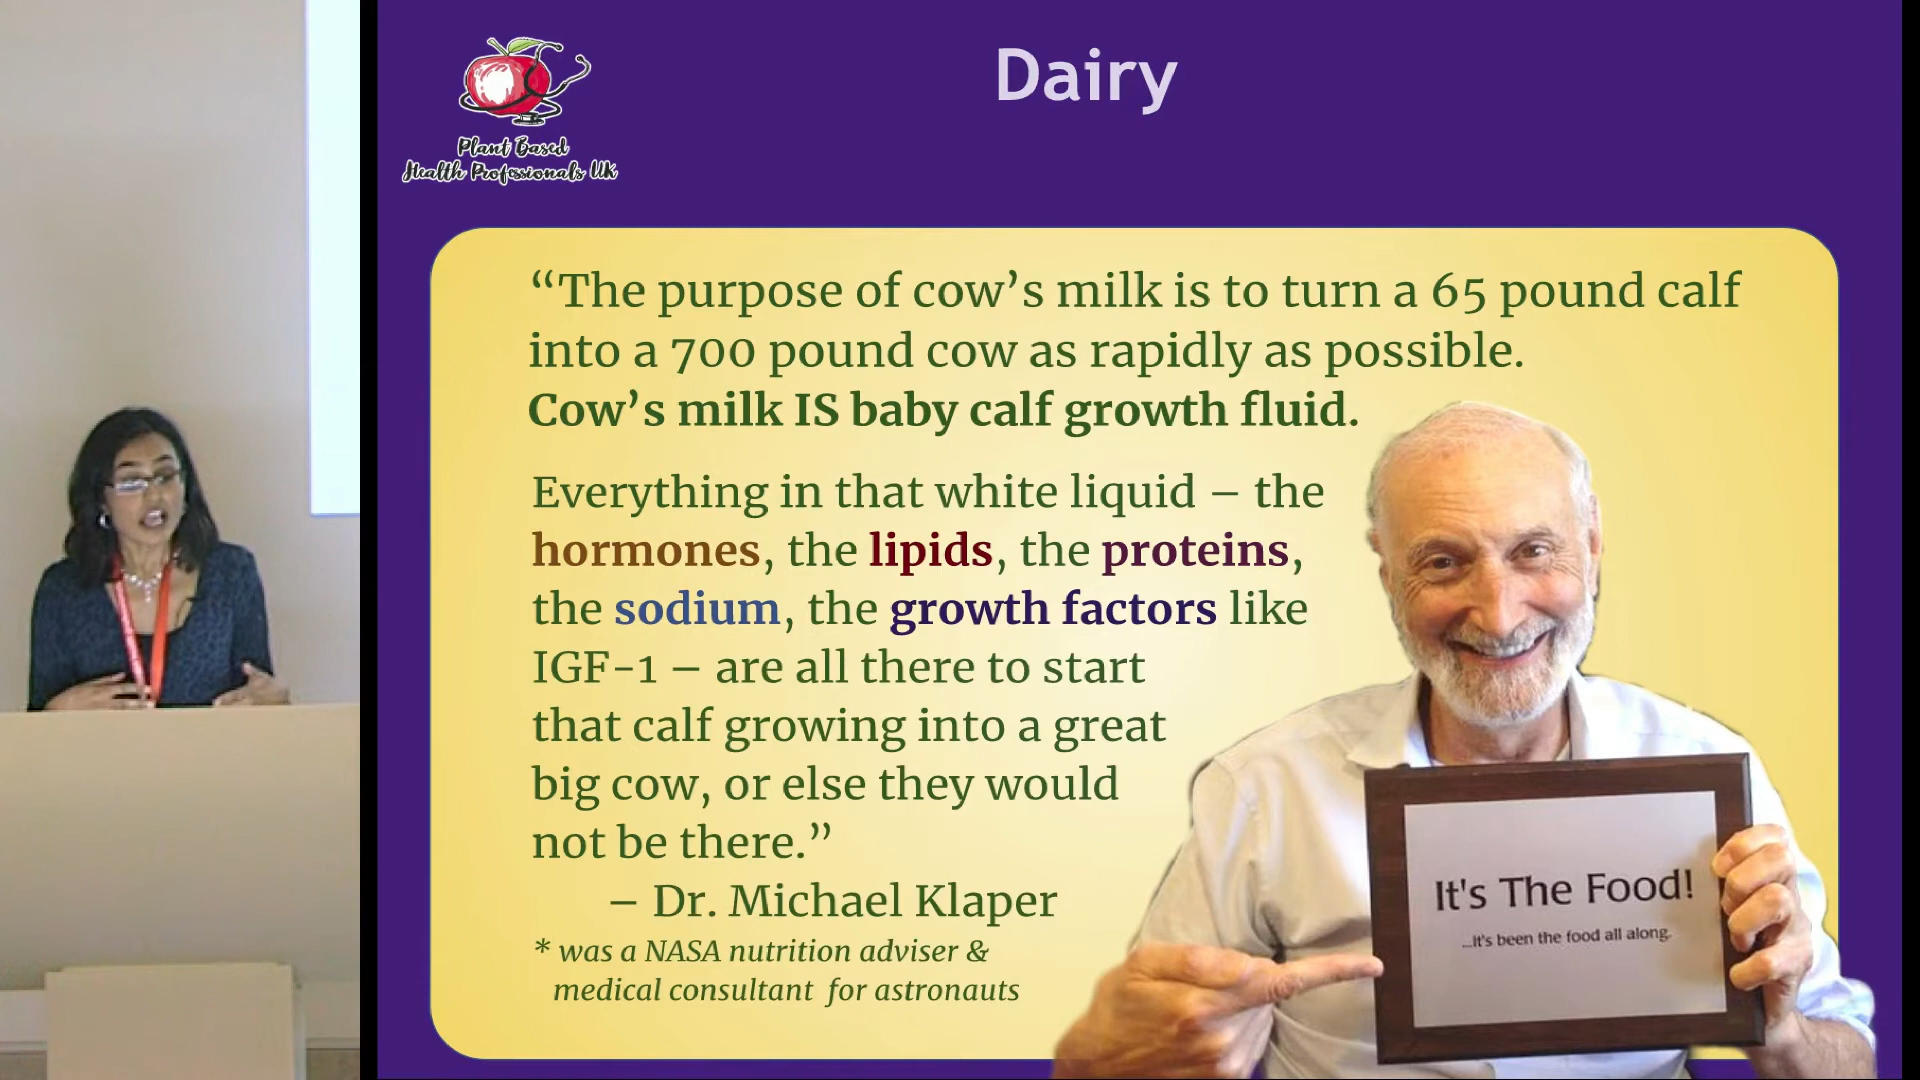 Plant Based
Health Professionals UK
Dairy
“The purpose of cow’s milk is to turn a 65 pound calf
into a 700 pound cow as rapidly as possible.
Cow’s milk IS baby calf growth fluid.
Everything in that white liquid – the
hormones, the lipids, the proteins,
the sodium, the growth factors like
IGF-1 – are all there to start
that calf growing into a great
big cow, or else they would
not be there.”
– Dr. Michael Klaper
* was a NASA nutrition adviser &
medical consultant for astronauts
It's The Food!
...It's been the food all along.